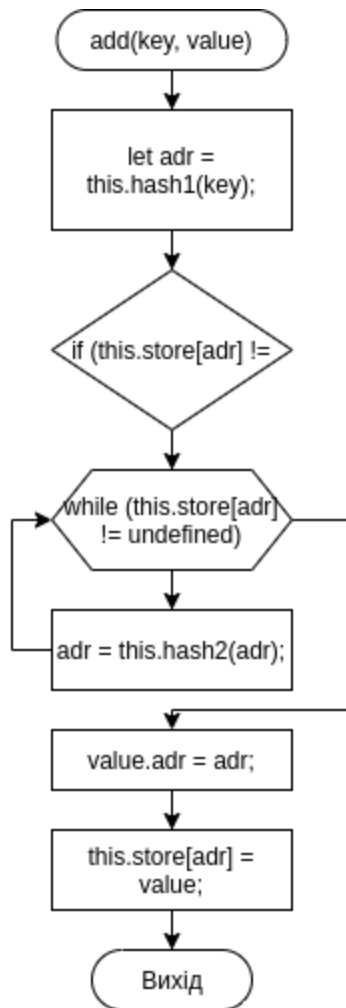 add(key, value)
let adr =
this.hash1(key);
if (this.store[adr] !=
while (this.store[adr]
!= undefined)
adr = this.hash2(adr);
value.adr = adr;
this.store[adr] =
value;
Вихід